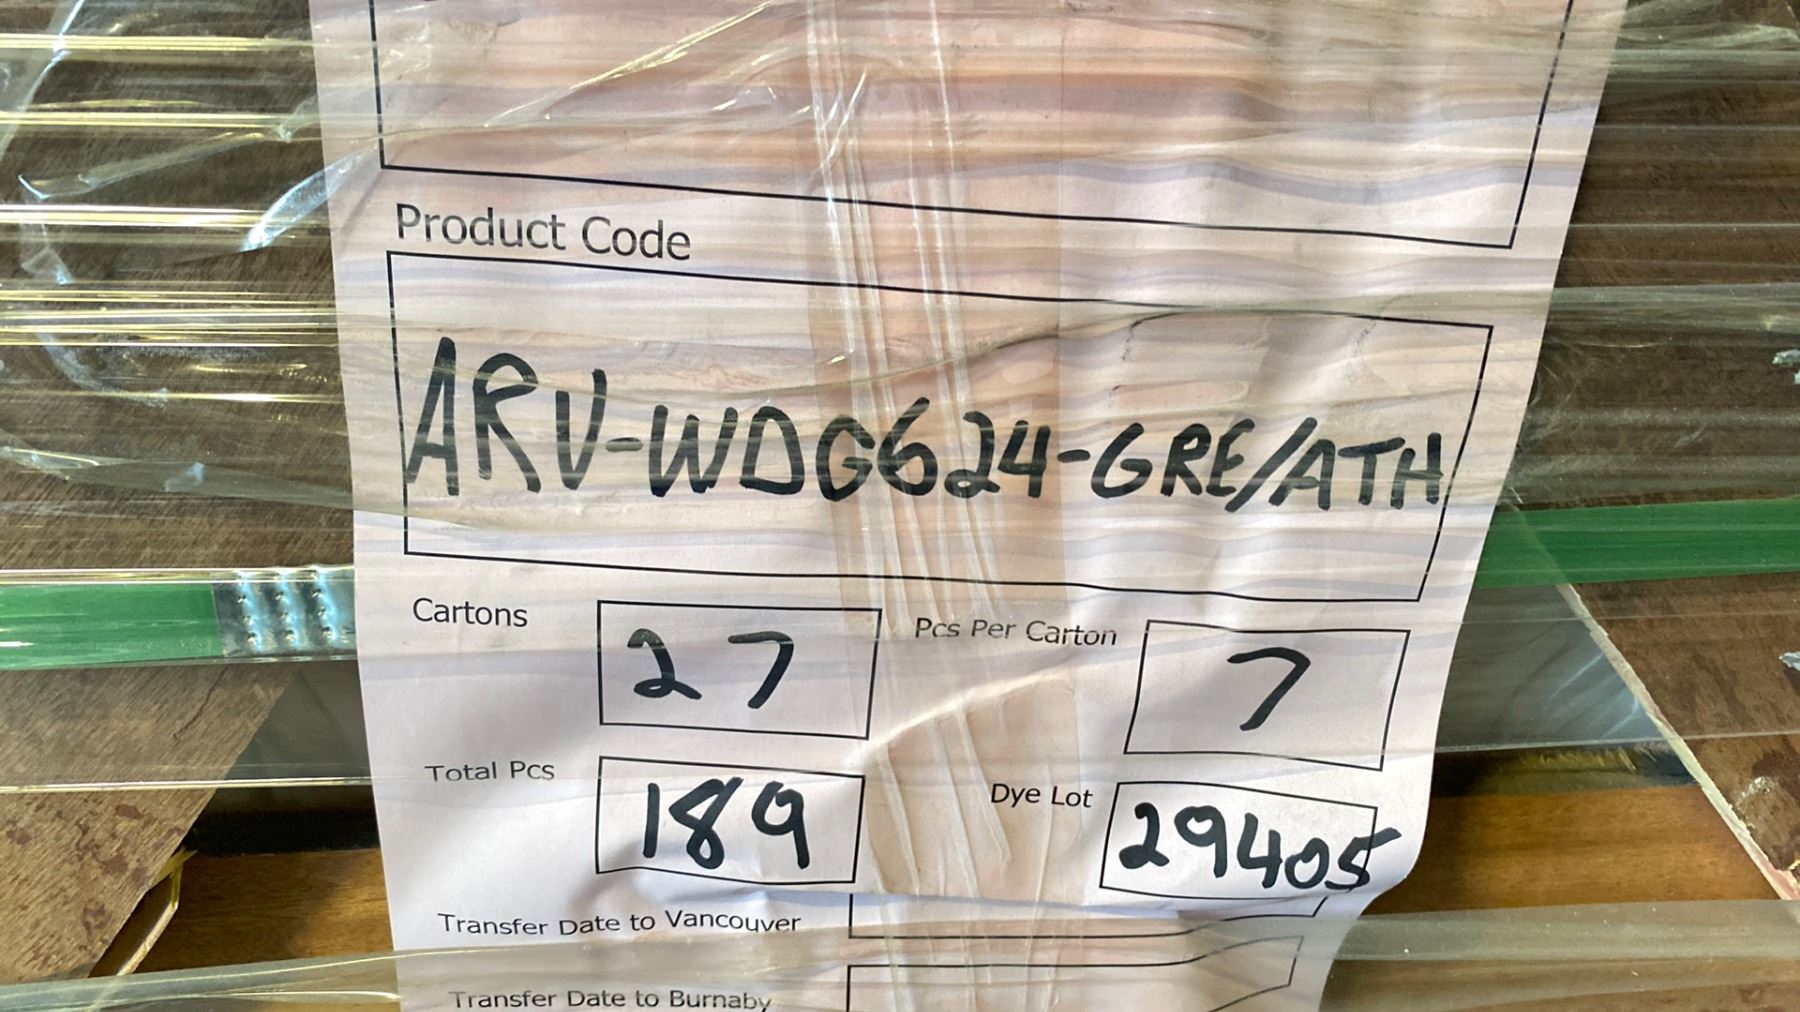 Product Code
ARV-WDG624-GRE/ATH
Cartons 27 Pcs Per Carton 7
Total Pcs 189 Dye Lot 29405
Transfer Date to Vancouver
Transfer Date to Burnaby